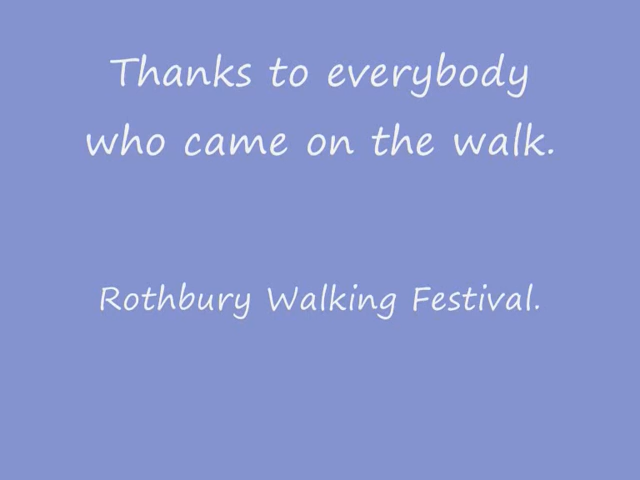 Thanks to everybody
who came on the walk.
Rothbury Walking Festival.